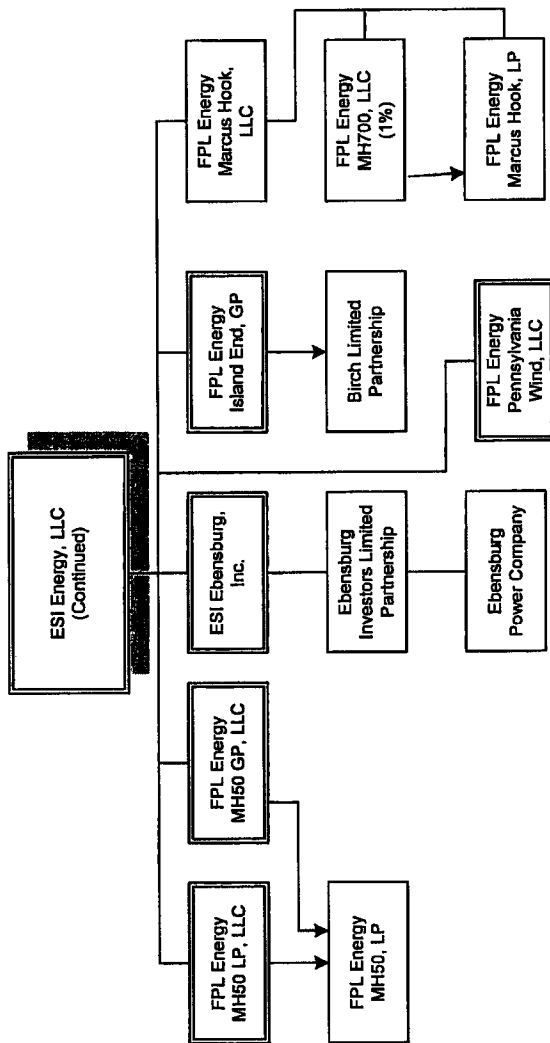 ESI Energy, LLC
(Continued)
FPL Energy
MH50 LP, LLC
FPL Energy
MH50 GP, LLC
ESI Ebensburg,
Inc.
FPL Energy
Island End, GP
FPL Energy
Marcus Hook,
LLC
FPL Energy
MH50, LP
Ebensburg
Investors Limited
Partnership
Birch Limited
Partnership
FPL Energy
MH700, LLC
(1%)
Ebensburg
Power Company
FPL Energy
Pennsylvania
Wind, LLC
FPL Energy
Marcus Hook, LP